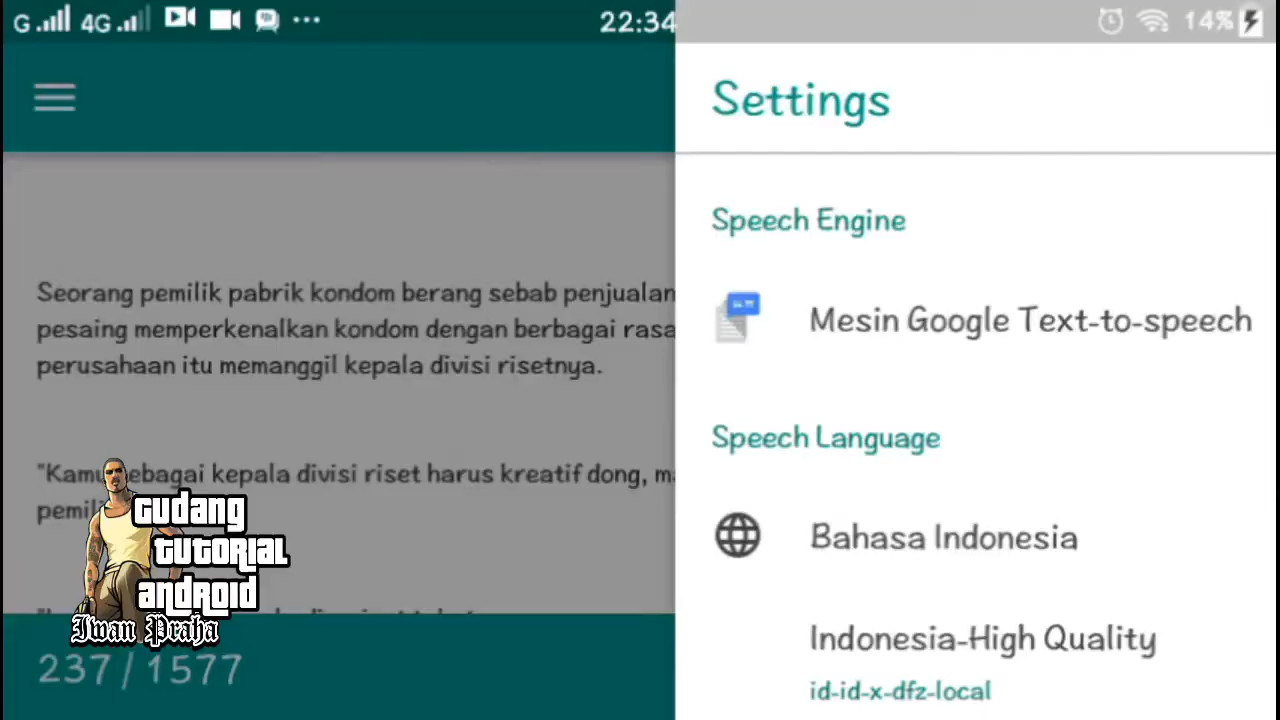 G 4G 22:34 14%
Settings
Speech Engine
Mesin Google Text-to-speech
Speech Language
Bahasa Indonesia
Indonesia-High Quality
id-id-x-dfz-local
Seorang pemilik pabrik kondom berang sebab penjualan
pesaing memperkenalkan kondom dengan berbagai rasa
perusahaan itu memanggil kepala divisi risetnya.
"Kamu sebagai kepala divisi riset harus kreatif dong, ma
pemili
gudang
tutorial
android
Iwan Praha
237 / 1577